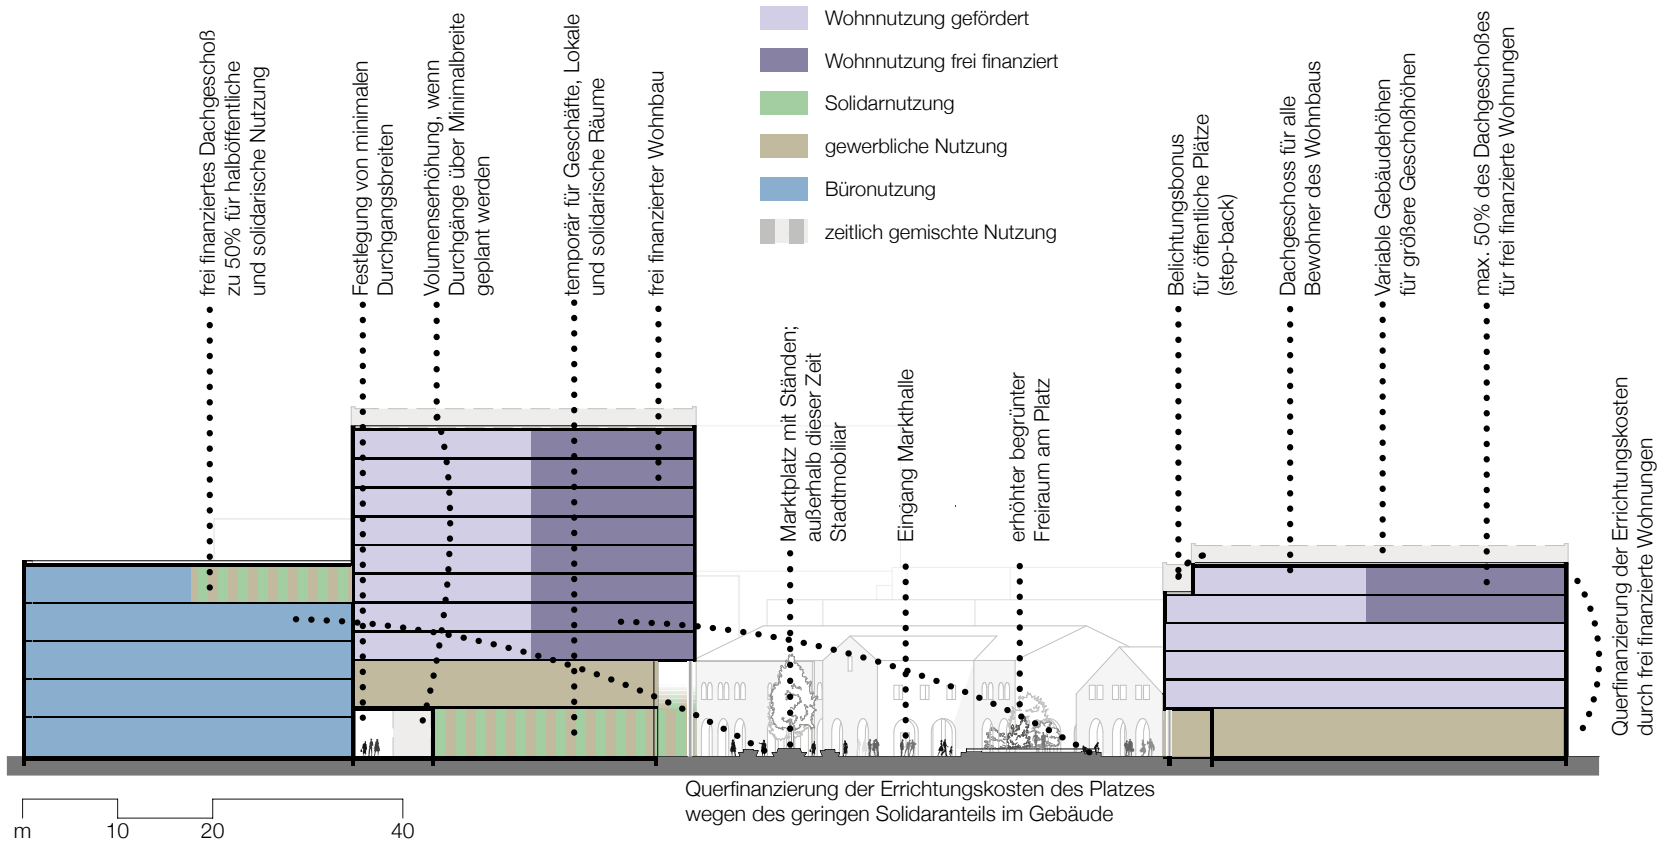 Wohnnutzung gefördert
Wohnnutzung frei finanziert
Solidarnutzung
gewerbliche Nutzung
Büronutzung
zeitlich gemischte Nutzung
frei finanziertes Dachgeschoß
zu 50% für halböffentliche
und solidarische Nutzung
Festlegung von minimalen
Durchgangsbreiten
Volumenserhöhung, wenn
Durchgänge über Minimalbreite
geplant werden
temporär für Geschäfte, Lokale
und solidarische Räume
frei finanzierter Wohnbau
Marktplatz mit Ständen;
außerhalb dieser Zeit
Stadtmobiliar
Eingang Markthalle
erhöhter begrünter
Freiraum am Platz
Belichtungsbonus
für öffentliche Plätze
(step-back)
Dachgeschoss für alle
Bewohner des Wohnbaus
Variable Gebäudehöhen
für größere Geschoßhöhen
max. 50% des Dachgeschoßes
für frei finanzierte Wohnungen
Querfinanzierung der Errichtungskosten
durch frei finanzierte Wohnungen
Querfinanzierung der Errichtungskosten des Platzes
wegen des geringen Solidaranteils im Gebäude
m 10 20 40